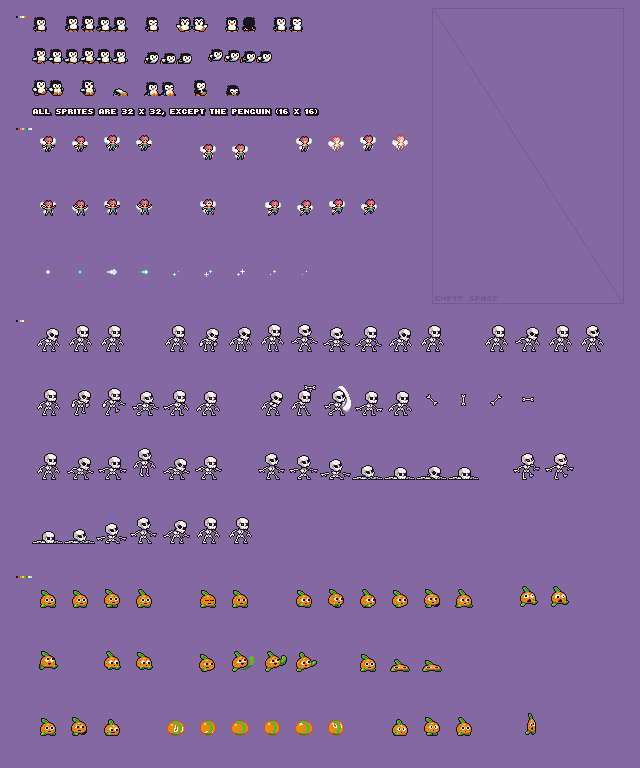 ALL SPRITES ARE 32 X 32, EXCEPT THE PENGUIN (16 X 16)
EMPTY SPACE